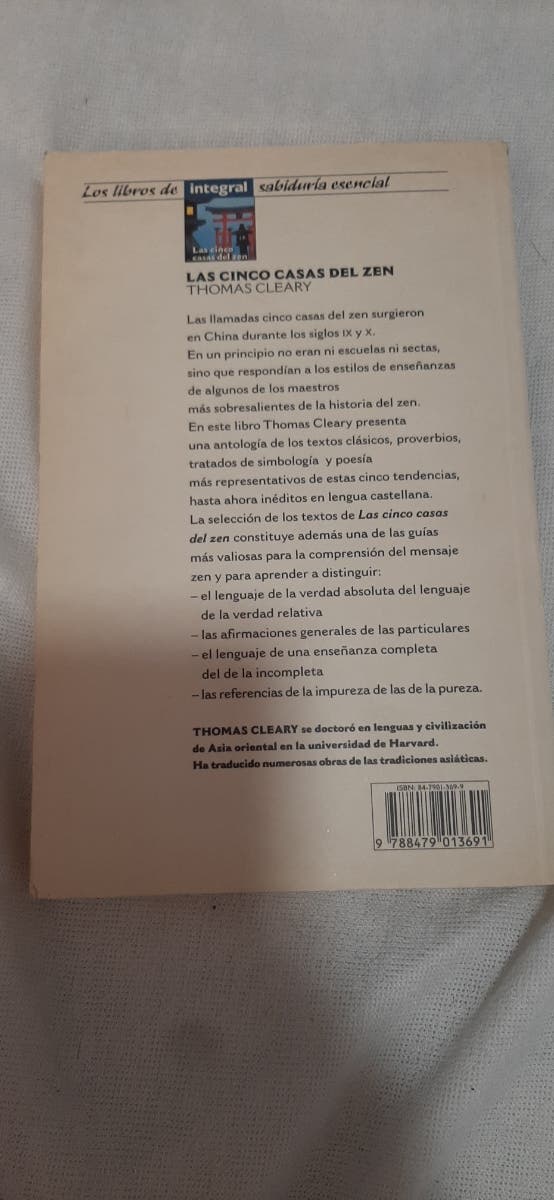 Los libros de integral sabiduría esencial
Las cinco
casas del zen
LAS CINCO CASAS DEL ZEN
THOMAS CLEARY
Las llamadas cinco casas del zen surgieron
en China durante los siglos IX y X.
En un principio no eran ni escuelas ni sectas,
sino que respondían a los estilos de enseñanzas
de algunos de los maestros
más sobresalientes de la historia del zen.
En este libro Thomas Cleary presenta
una antología de los textos clásicos, proverbios,
tratados de simbología y poesía
más representativos de estas cinco tendencias,
hasta ahora inéditos en lengua castellana.
La selección de los textos de Las cinco casas
del zen constituye además una de las guías
más valiosas para la comprensión del mensaje
zen y para aprender a distinguir:
– el lenguaje de la verdad absoluta del lenguaje
de la verdad relativa
– las afirmaciones generales de las particulares
– el lenguaje de una enseñanza completa
del de la incompleta
– las referencias de la impureza de las de la pureza.
THOMAS CLEARY se doctoró en lenguas y civilización
de Asia oriental en la universidad de Harvard.
Ha traducido numerosas obras de las tradiciones asiáticas.
ISBN: 84-7901-369-9
9 788479 013691